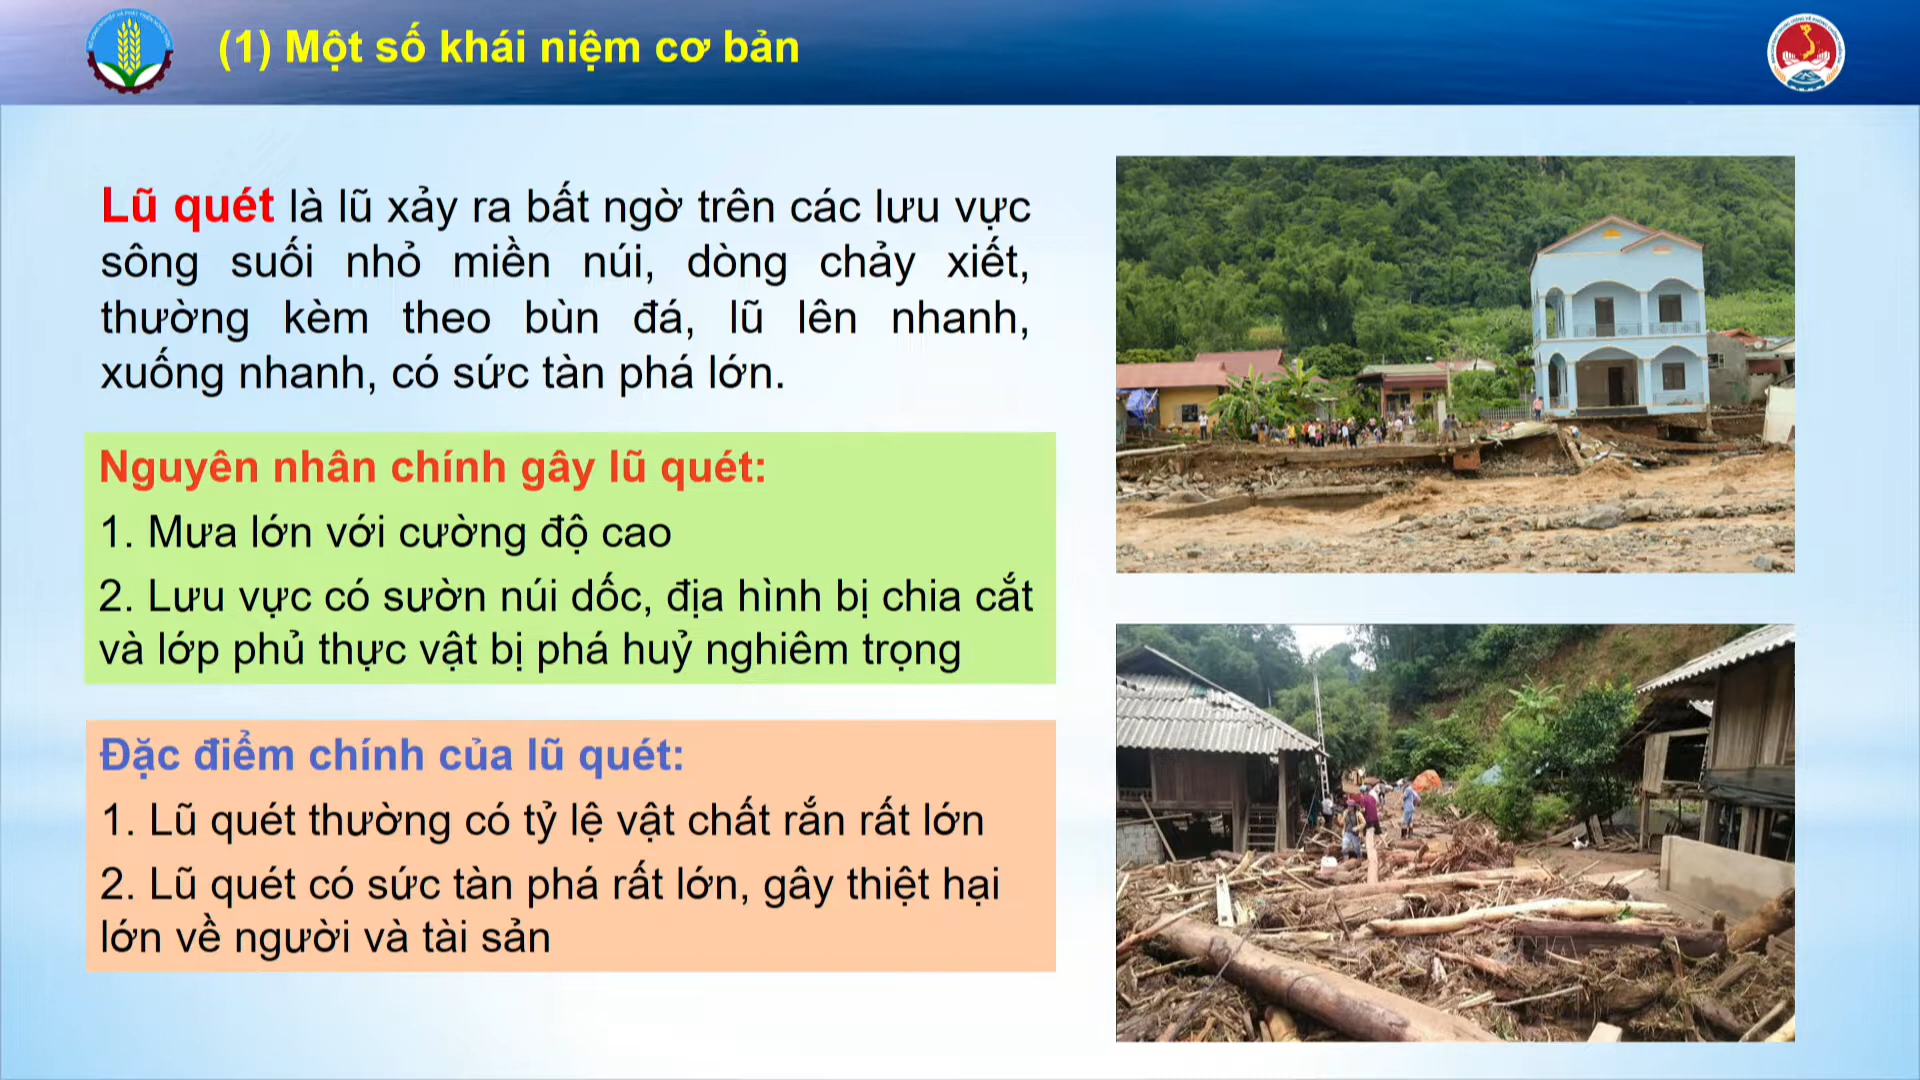 (1) Một số khái niệm cơ bản
Lũ quét là lũ xảy ra bất ngờ trên các lưu vực
sông suối nhỏ miền núi, dòng chảy xiết,
thường kèm theo bùn đá, lũ lên nhanh,
xuống nhanh, có sức tàn phá lớn.
Nguyên nhân chính gây lũ quét:
1. Mưa lớn với cường độ cao
2. Lưu vực có sườn núi dốc, địa hình bị chia cắt
và lớp phủ thực vật bị phá huỷ nghiêm trọng
Đặc điểm chính của lũ quét:
1. Lũ quét thường có tỷ lệ vật chất rắn rất lớn
2. Lũ quét có sức tàn phá rất lớn, gây thiệt hại
lớn về người và tài sản